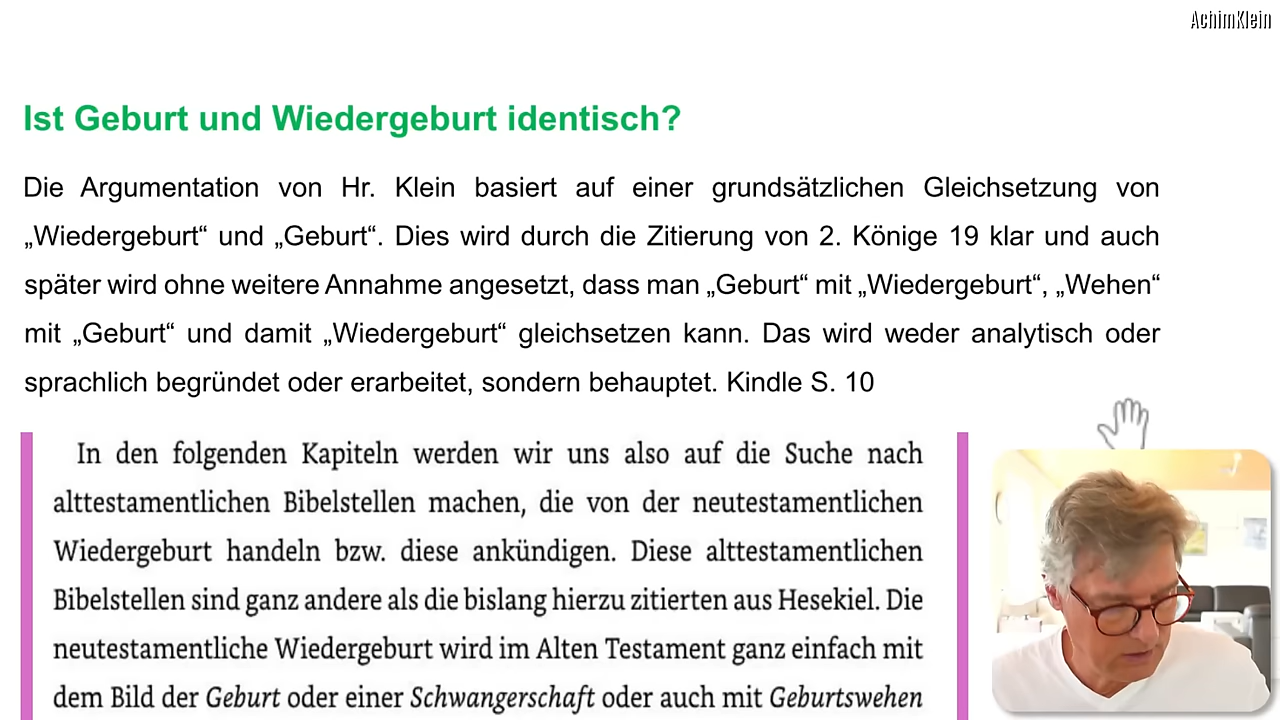 AchimKlein
Ist Geburt und Wiedergeburt identisch?
Die Argumentation von Hr. Klein basiert auf einer grundsätzlichen Gleichsetzung von
„Wiedergeburt“ und „Geburt“. Dies wird durch die Zitierung von 2. Könige 19 klar und auch
später wird ohne weitere Annahme angesetzt, dass man „Geburt“ mit „Wiedergeburt“, „Wehen“
mit „Geburt“ und damit „Wiedergeburt“ gleichsetzen kann. Das wird weder analytisch oder
sprachlich begründet oder erarbeitet, sondern behauptet. Kindle S. 10
In den folgenden Kapiteln werden wir uns also auf die Suche nach
alttestamentlichen Bibelstellen machen, die von der neutestamentlichen
Wiedergeburt handeln bzw. diese ankündigen. Diese alttestamentlichen
Bibelstellen sind ganz andere als die bislang hierzu zitierten aus Hesekiel. Die
neutestamentliche Wiedergeburt wird im Alten Testament ganz einfach mit
dem Bild der Geburt oder einer Schwangerschaft oder auch mit Geburtswehen